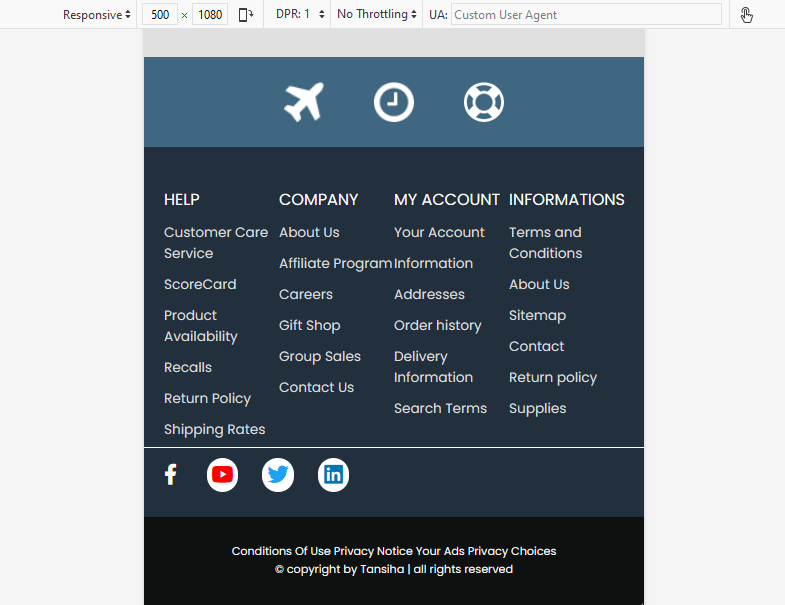 Responsive 500 × 1080 DPR: 1 No Throttling UA: Custom User Agent
HELP
Customer Care
Service
ScoreCard
Product
Availability
Recalls
Return Policy
Shipping Rates
COMPANY
About Us
Affiliate Program
Careers
Gift Shop
Group Sales
Contact Us
MY ACCOUNT
Your Account
Information
Addresses
Order history
Delivery
Information
Search Terms
INFORMATIONS
Terms and
Conditions
About Us
Sitemap
Contact
Return policy
Supplies
Conditions Of Use Privacy Notice Your Ads Privacy Choices
© copyright by Tansiha | all rights reserved